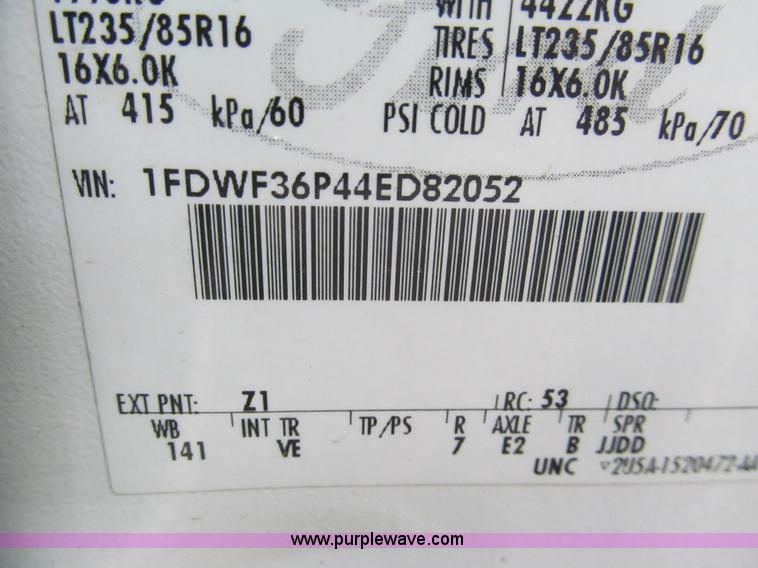 WITH 4422KG
LT235/85R16 TIRES LT235/85R16
16X6.0K RIMS 16X6.0K
AT 415 kPa/60 PSI COLD AT 485 kPa/70
VIN: 1FDWF36P44ED82052
EXT PNT: Z1 RC: 53 DSO:
WB INT TR TP/PS R AXLE TR SPR
141 VE 7 E2 B JJDD
UNC
www.purplewave.com